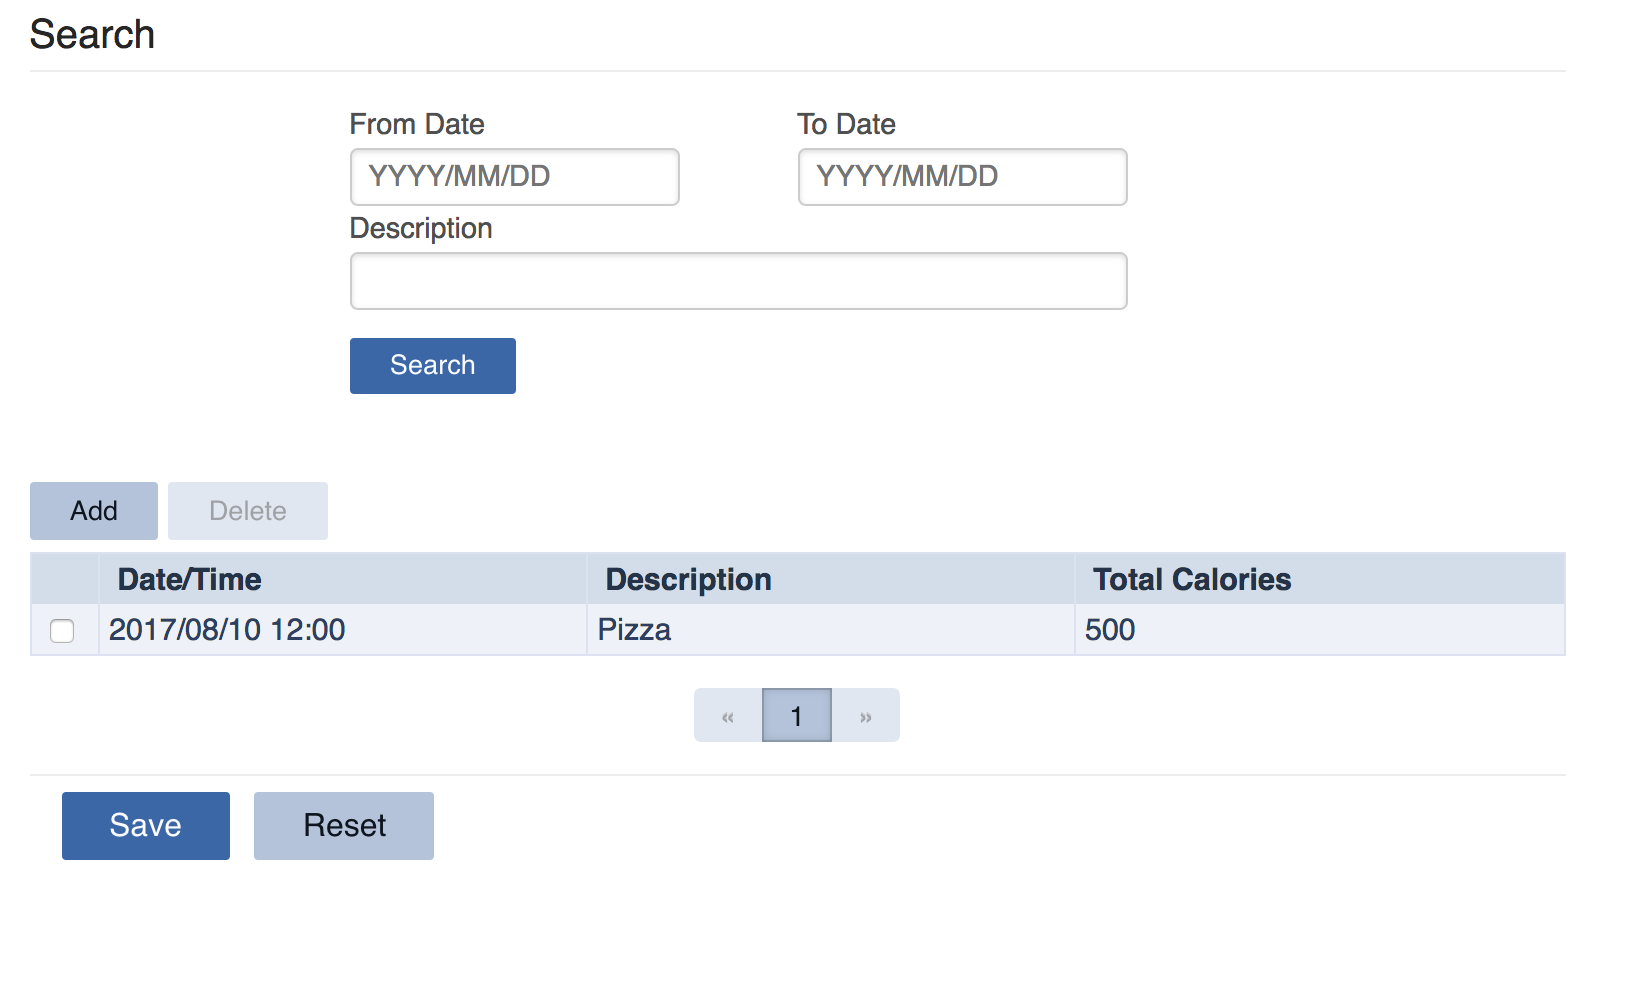 Search
From Date To Date
YYYY/MM/DD YYYY/MM/DD
Description
Search
Add Delete
Date/Time Description Total Calories
2017/08/10 12:00 Pizza 500
« 1 »
Save Reset